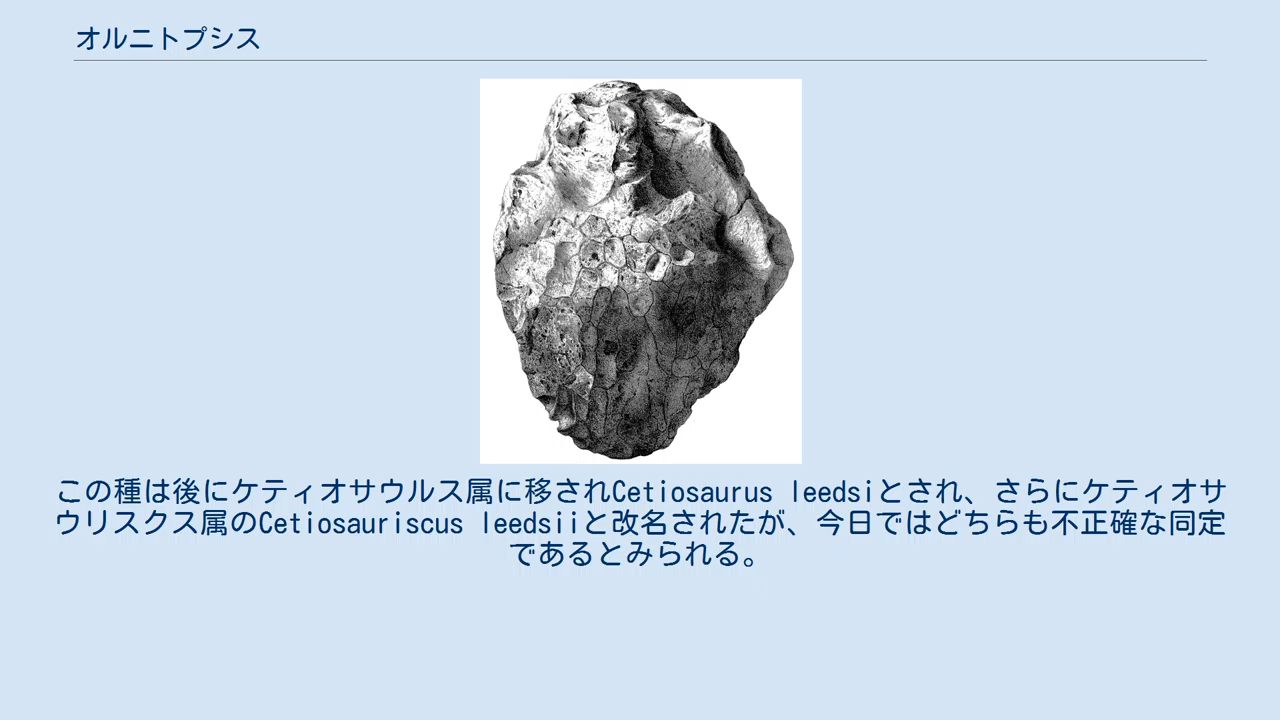 オルニトプシス
この種は後にケティオサウルス属に移されCetiosaurus leedsiとされ、さらにケティオサ
ウリスクス属のCetiosauriscus leedsiiと改名されたが、今日ではどちらも不正確な同定
であるとみられる。